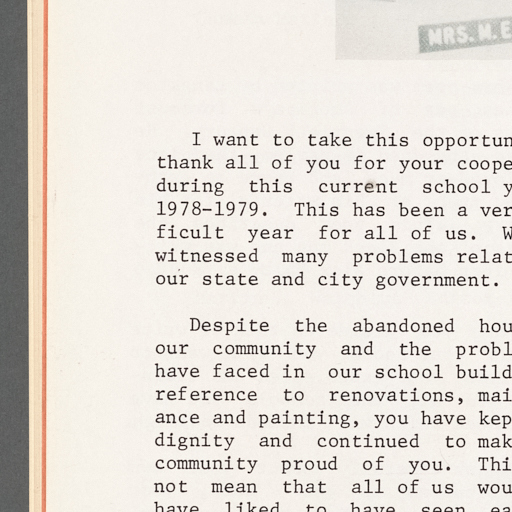 MRS. W. E
I want to take this opportun
thank all of you for your coope
during this current school y
1978-1979. This has been a ver
ficult year for all of us. W
witnessed many problems relat
our state and city government.
Despite the abandoned hou
our community and the probl
have faced in our school build
reference to renovations, mai
ance and painting, you have kep
dignity and continued to mak
community proud of you. Thi
not mean that all of us wou
have liked to have seen ea